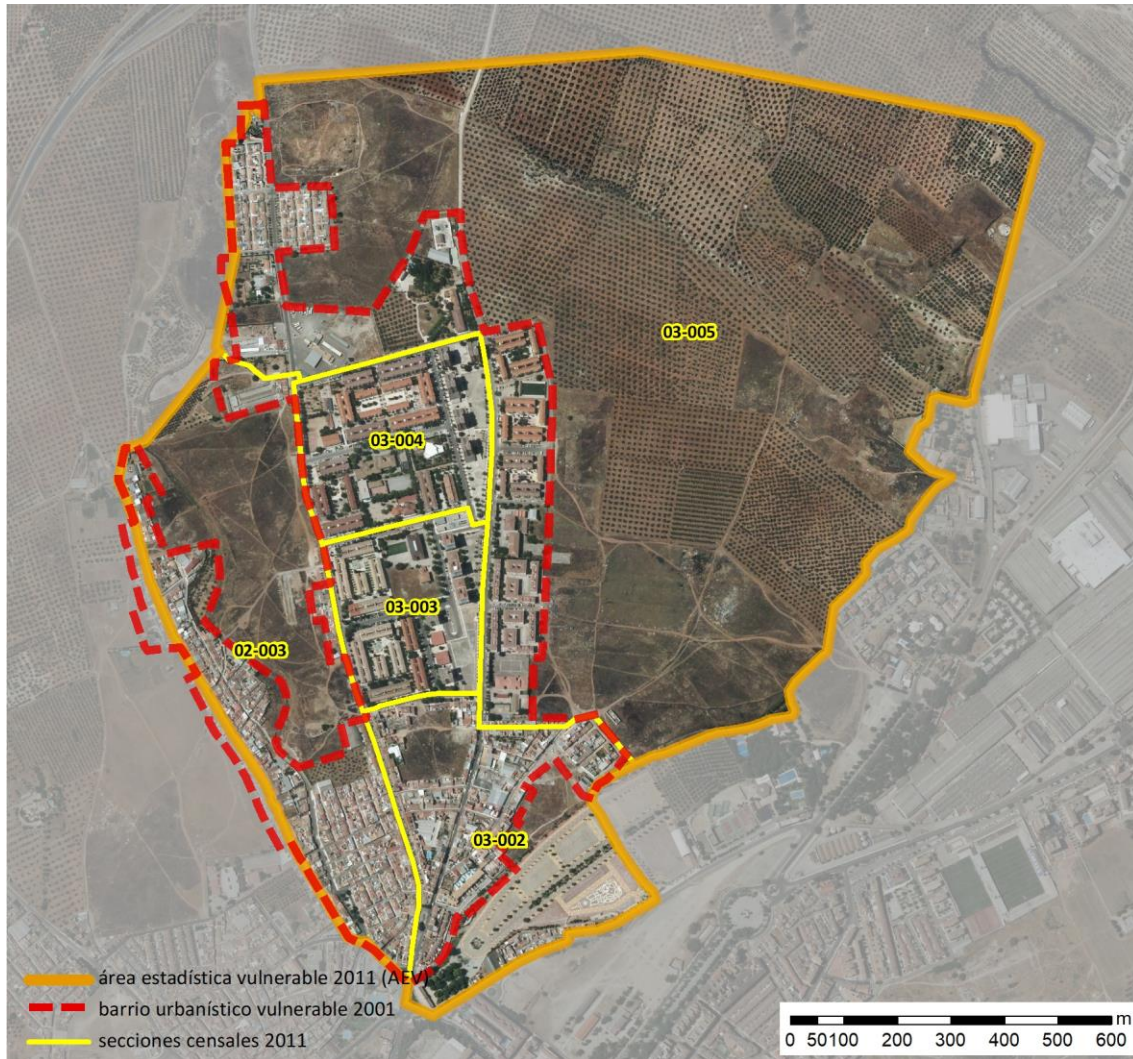 03-005
03-004
03-003
02-003
03-002
área estadística vulnerable 2011 (AEV)
barrio urbanístico vulnerable 2001
secciones censales 2011
m
0 50100 200 300 400 500 600